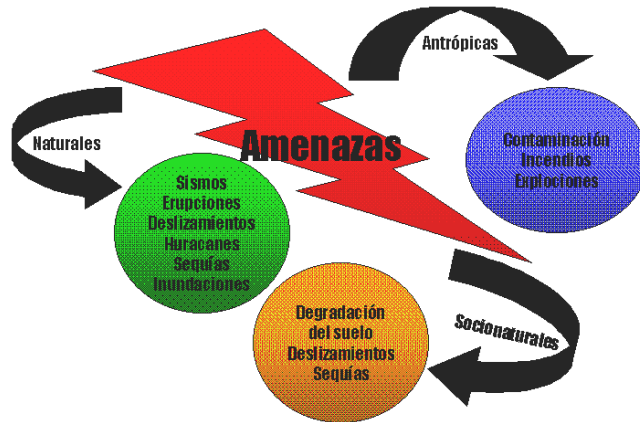 Antrópicas
Amenazas
Naturales
Contaminación
Incendios
Explociones
Sismos
Erupciones
Deslizamientos
Huracanes
Sequías
Inundaciones
Degradación
del suelo
Deslizamientos
Sequías
Socionaturales